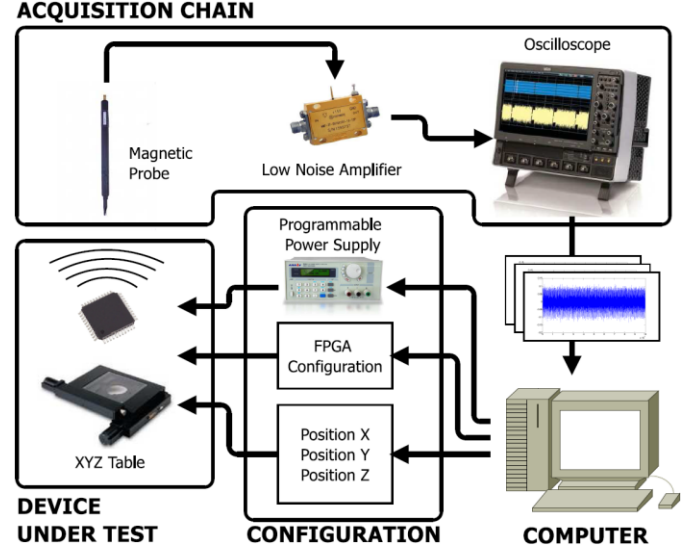 ACQUISITION CHAIN
Oscilloscope
Magnetic
Probe
Low Noise Amplifier
Programmable
Power Supply
FPGA
Configuration
Position X
Position Y
Position Z
XYZ Table
DEVICE
UNDER TEST
CONFIGURATION
COMPUTER